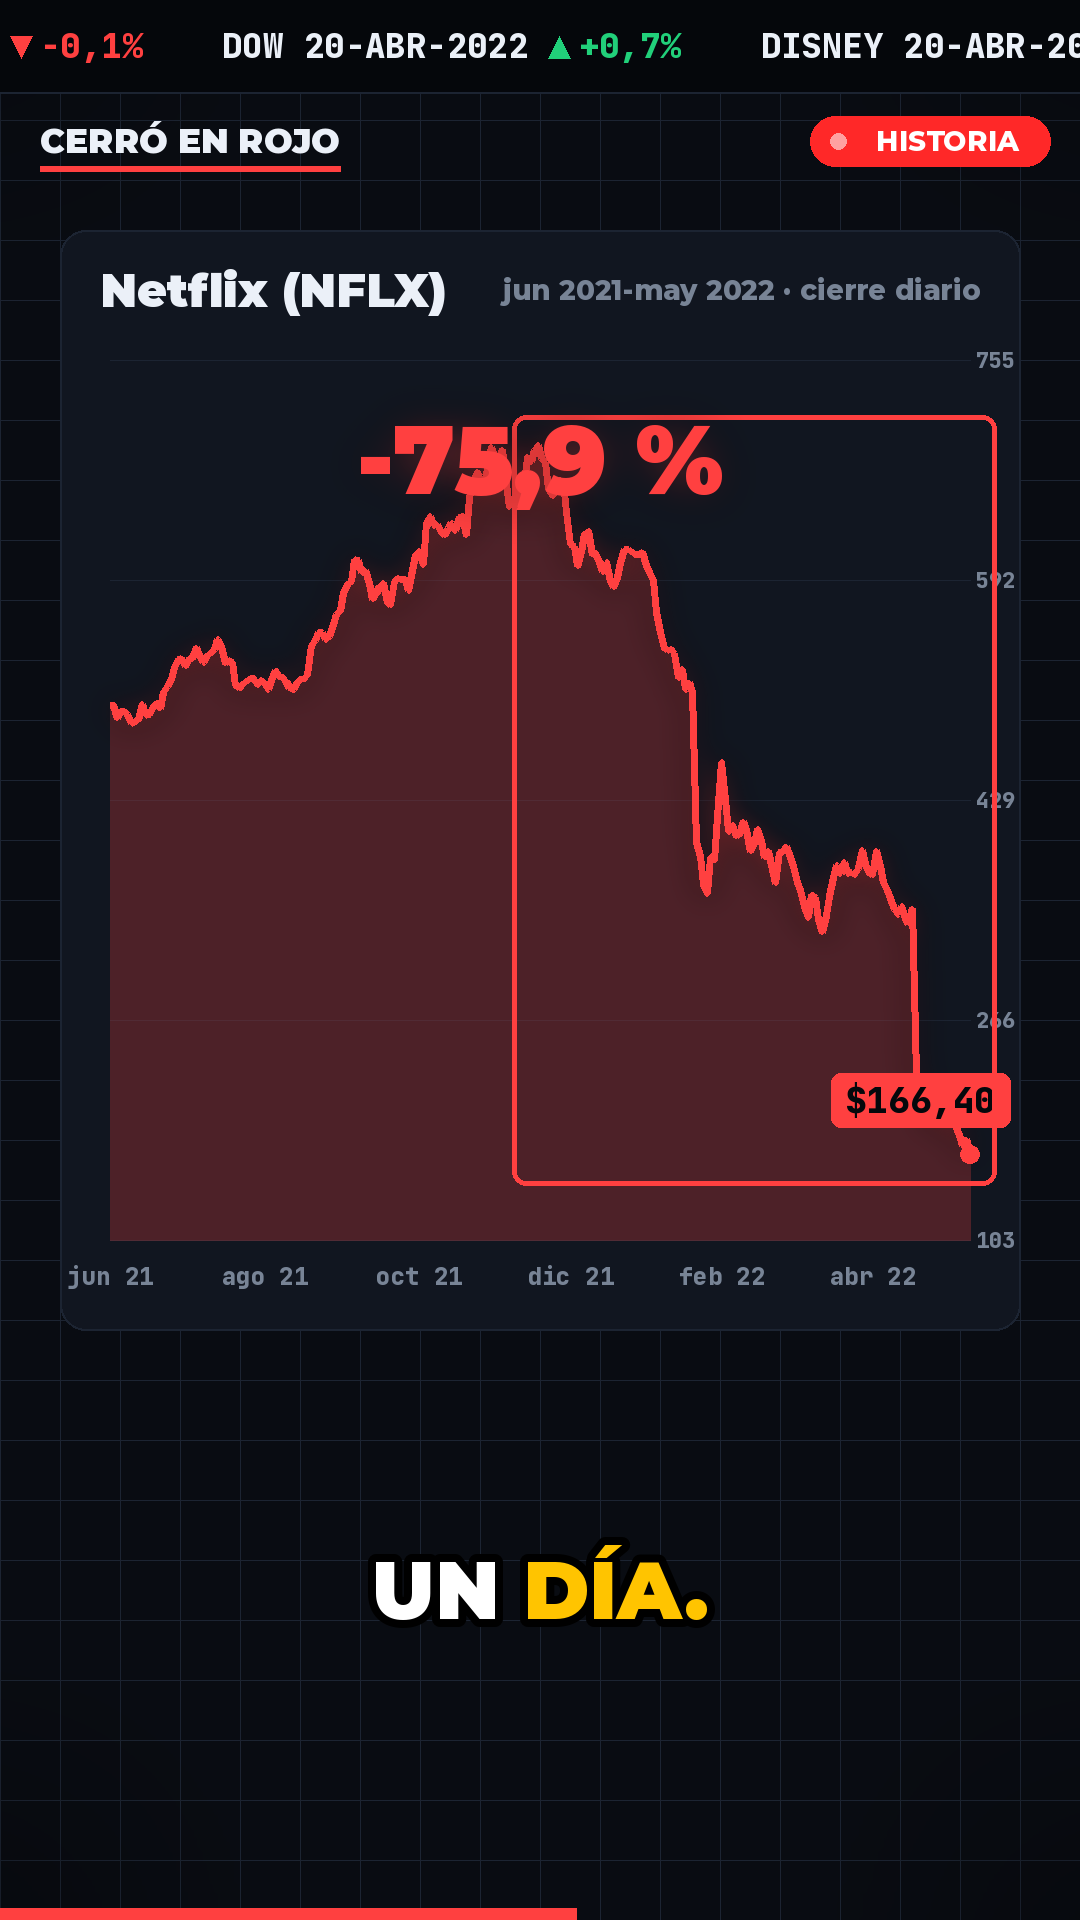 ▼ -0,1% DOW 20-ABR-2022 ▲ +0,7% DISNEY 20-ABR-20
CERRÓ EN ROJO
HISTORIA
Netflix (NFLX)
jun 2021-may 2022 · cierre diario
755
-75,9 %
592
429
266
$166,40
103
jun 21 ago 21 oct 21 dic 21 feb 22 abr 22
UN DÍA.